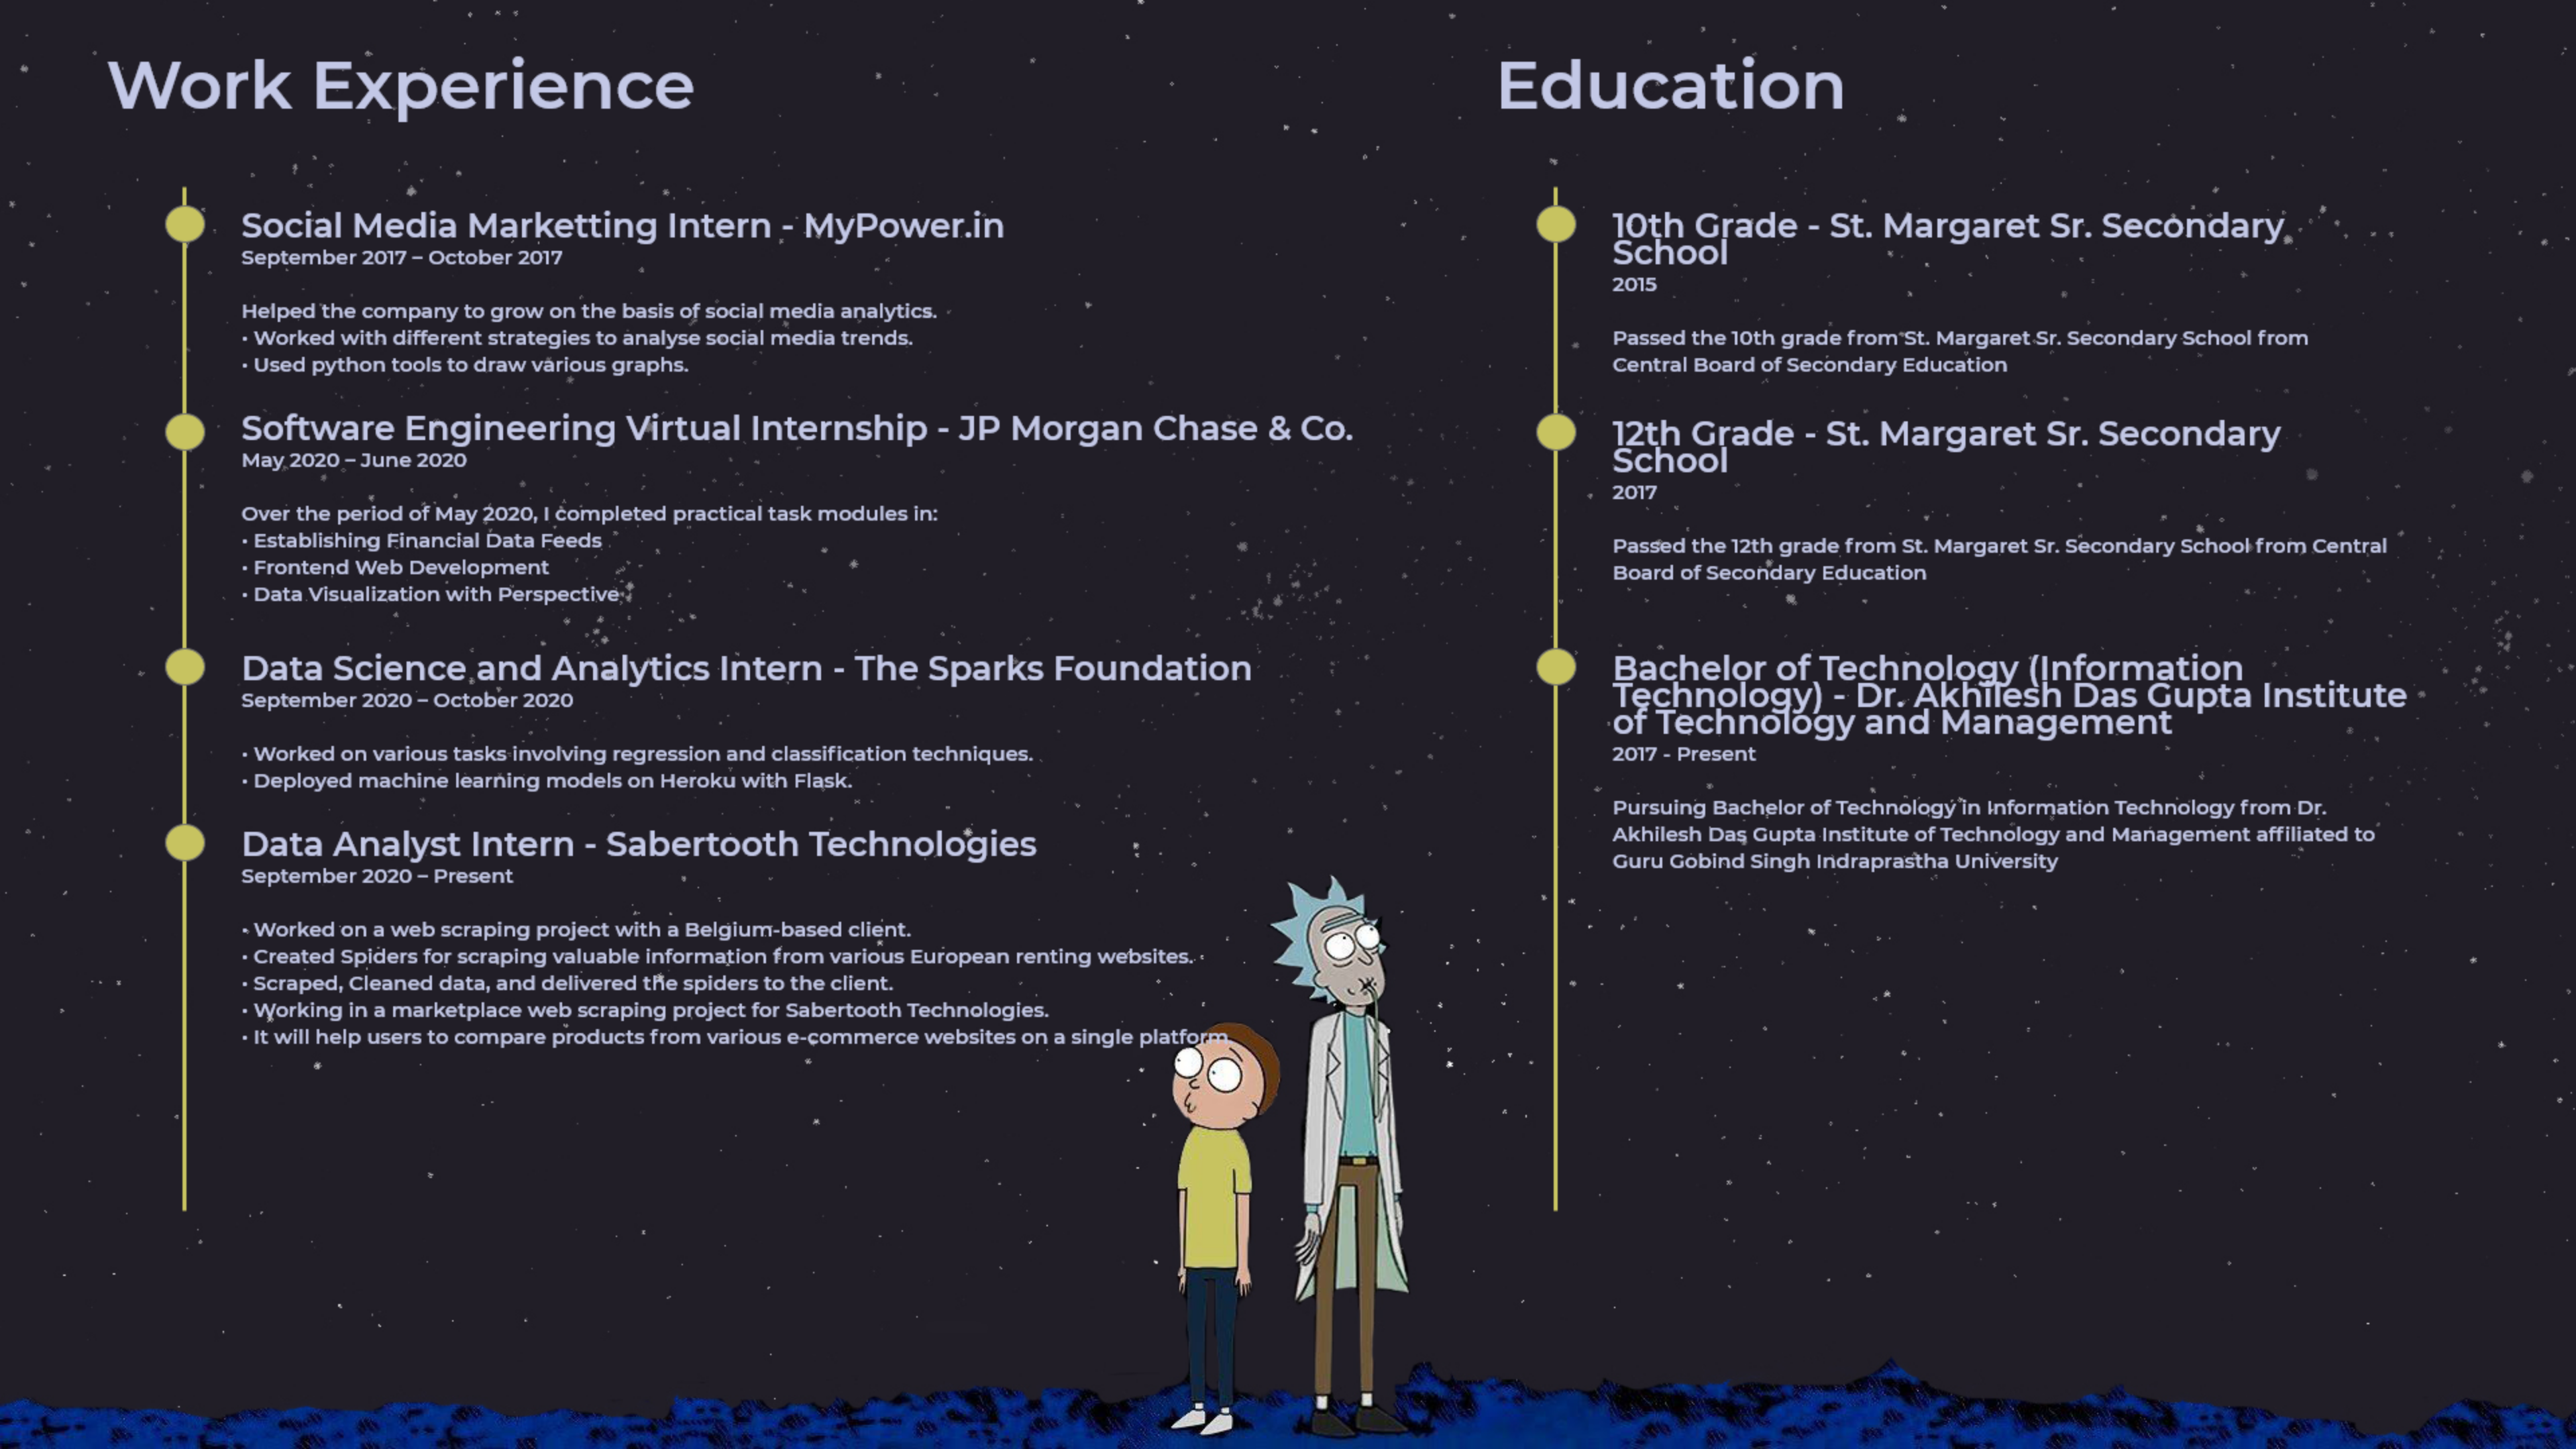 Work Experience
Social Media Marketting Intern - MyPower.in
September 2017 – October 2017
Helped the company to grow on the basis of social media analytics.
• Worked with different strategies to analyse social media trends.
• Used python tools to draw various graphs.
Software Engineering Virtual Internship - JP Morgan Chase & Co.
May 2020 – June 2020
Over the period of May 2020, I completed practical task modules in:
• Establishing Financial Data Feeds
• Frontend Web Development
• Data Visualization with Perspective
Data Science and Analytics Intern - The Sparks Foundation
September 2020 – October 2020
• Worked on various tasks involving regression and classification techniques.
• Deployed machine learning models on Heroku with Flask.
Data Analyst Intern - Sabertooth Technologies
September 2020 – Present
• Worked on a web scraping project with a Belgium-based client.
• Created Spiders for scraping valuable information from various European renting websites.
• Scraped, Cleaned data, and delivered the spiders to the client.
• Working in a marketplace web scraping project for Sabertooth Technologies.
• It will help users to compare products from various e-commerce websites on a single platform.
Education
10th Grade - St. Margaret Sr. Secondary
School
2015
Passed the 10th grade from St. Margaret Sr. Secondary School from
Central Board of Secondary Education
12th Grade - St. Margaret Sr. Secondary
School
2017
Passed the 12th grade from St. Margaret Sr. Secondary School from Central
Board of Secondary Education
Bachelor of Technology (Information
Technology) - Dr. Akhilesh Das Gupta Institute
of Technology and Management
2017 - Present
Pursuing Bachelor of Technology in Information Technology from Dr.
Akhilesh Das Gupta Institute of Technology and Management affiliated to
Guru Gobind Singh Indraprastha University